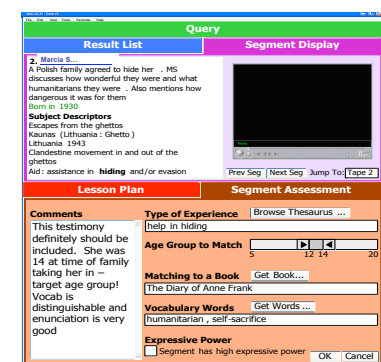 Query
Result List
Segment Display
2. Marcia S...
A Polish family agreed to hide her . MS
discusses how wonderful they were and what
humanitarians they were . Also mentions how
dangerous it was for them
Born in 1930
Subject Descriptors
Escapes from the ghettos
Kaunas (Lithuania : Ghetto )
Lithuania 1943
Clandestine movement in and out of the
ghettos
Aid : assistance in hiding and/or evasion
Prev Seg Next Seg Jump To: Tape 2
Lesson Plan
Segment Assessment
Comments
This testimony
definitely should be
included. She was
14 at time of family
taking her in –
target age group!
Vocab is
distinguishable and
enunciation is very
good
Type of Experience Browse Thesaurus ...
help in hiding
Age Group to Match
5 12 14 20
Matching to a Book Get Book...
The Diary of Anne Frank
Vocabulary Words Get Words ...
humanitarian , self-sacrifice
Expressive Power
Segment has high expressive power
OK Cancel